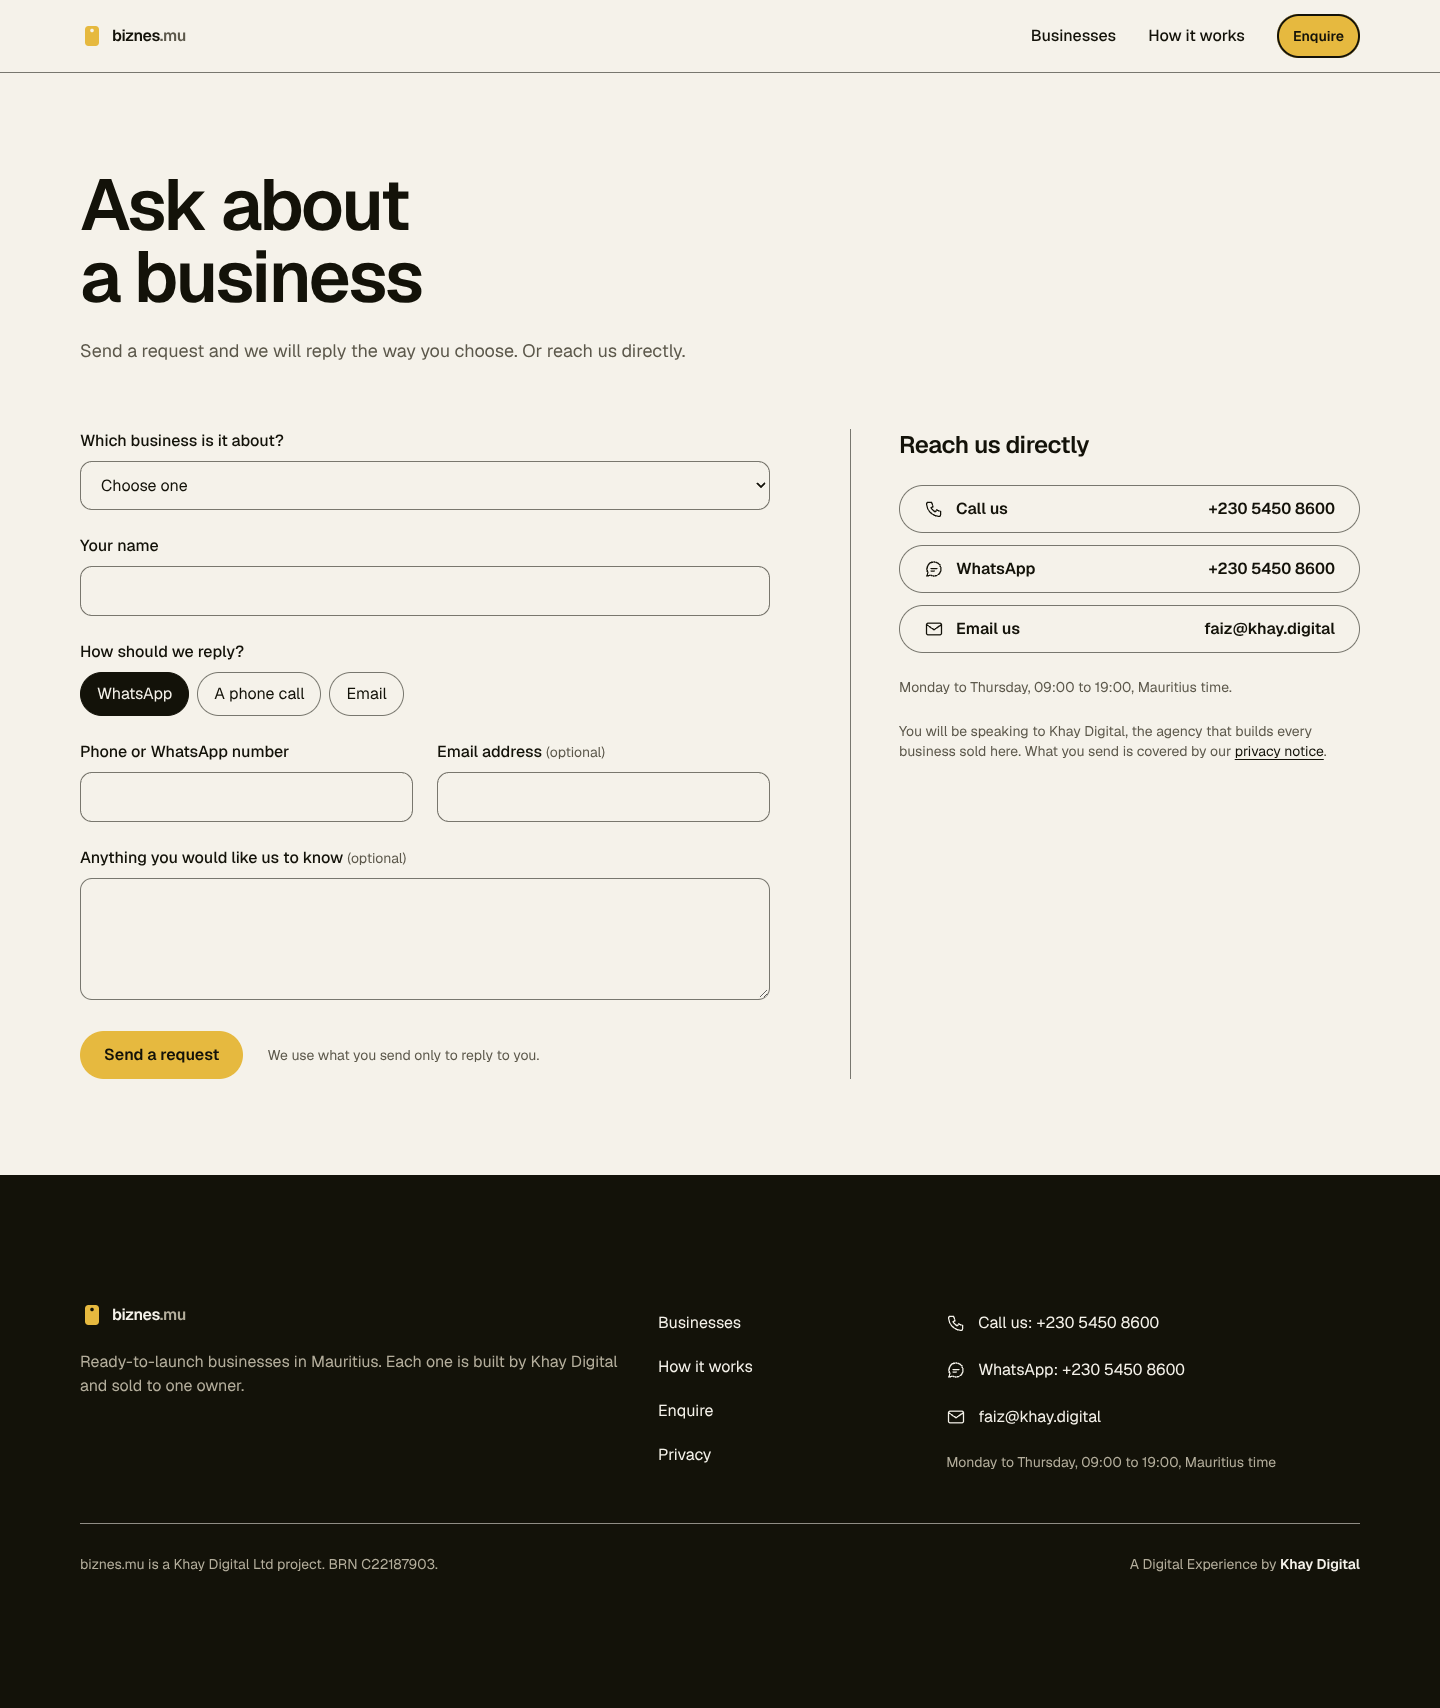 biznes.mu
Businesses
How it works
Enquire
Ask about
a business
Send a request and we will reply the way you choose. Or reach us directly.
Which business is it about?
Choose one
Your name
How should we reply?
WhatsApp
A phone call
Email
Phone or WhatsApp number
Email address (optional)
Anything you would like us to know (optional)
Send a request
We use what you send only to reply to you.
Reach us directly
Call us +230 5450 8600
WhatsApp +230 5450 8600
Email us faiz@khay.digital
Monday to Thursday, 09:00 to 19:00, Mauritius time.
You will be speaking to Khay Digital, the agency that builds every
business sold here. What you send is covered by our privacy notice.
biznes.mu
Ready-to-launch businesses in Mauritius. Each one is built by Khay Digital
and sold to one owner.
Businesses
How it works
Enquire
Privacy
Call us: +230 5450 8600
WhatsApp: +230 5450 8600
faiz@khay.digital
Monday to Thursday, 09:00 to 19:00, Mauritius time
biznes.mu is a Khay Digital Ltd project. BRN C22187903.
A Digital Experience by Khay Digital